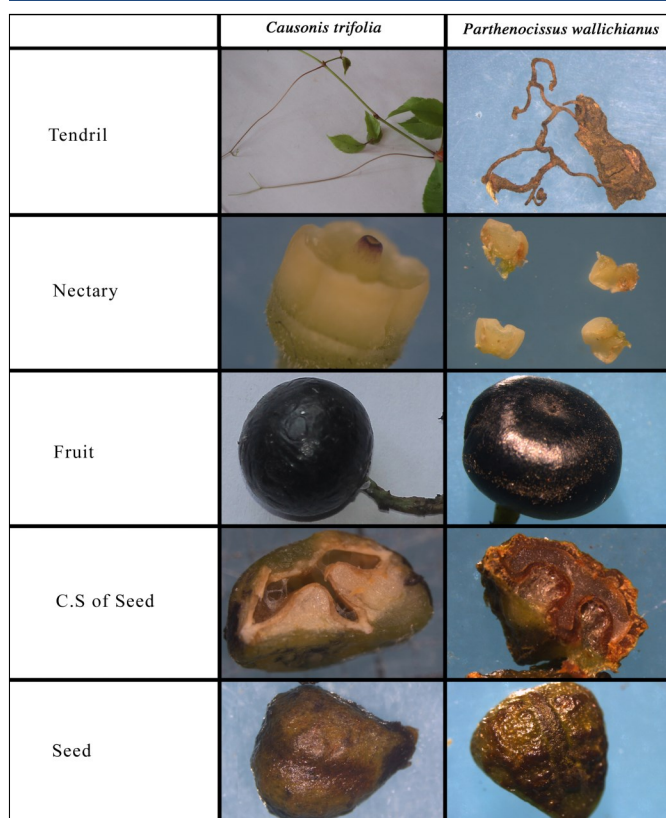 Causonis trifolia
Parthenocissus wallichianus
Tendril
Nectary
Fruit
C.S of Seed
Seed